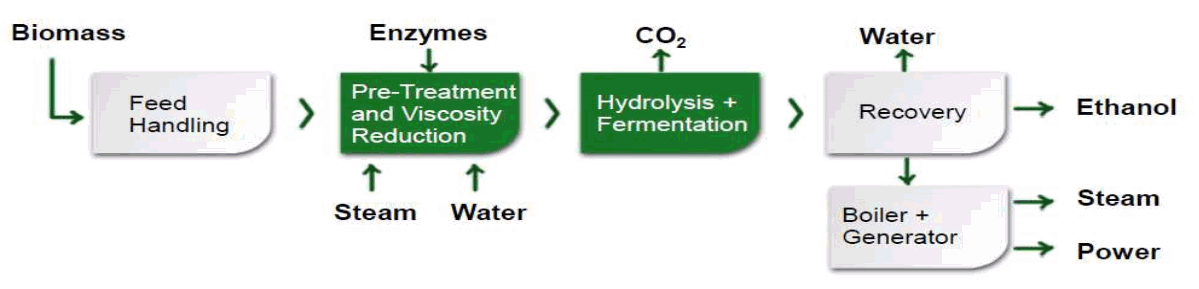 Biomass
Enzymes
CO₂
Water
Feed
Handling
Pre-Treatment
and Viscosity
Reduction
Hydrolysis +
Fermentation
Recovery
Ethanol
Steam
Water
Boiler +
Generator
Steam
Power